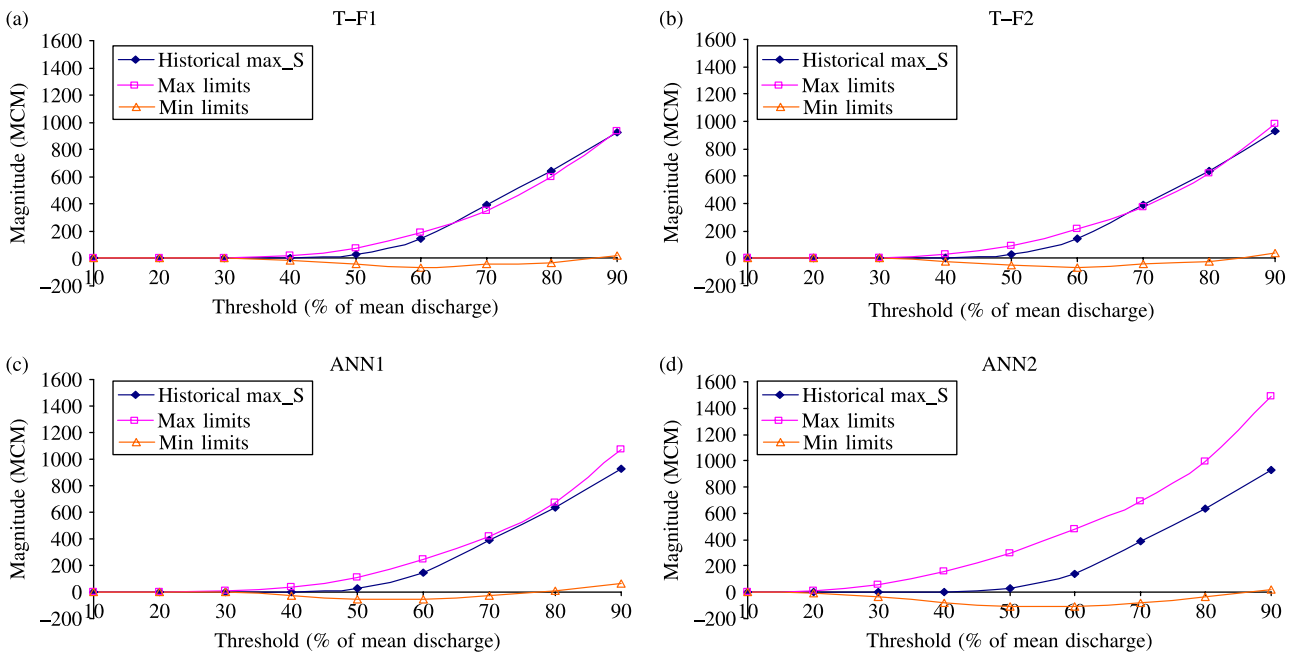 (a)
T–F1
1600
1400
1200
1000
800
600
400
200
0
−200
Magnitude (MCM)
Historical max_S
Max limits
Min limits
10 20 30 40 50 60 70 80 90
Threshold (% of mean discharge)
(b)
T–F2
1600
1400
1200
1000
800
600
400
200
0
−200
Magnitude (MCM)
Historical max_S
Max limits
Min limits
10 20 30 40 50 60 70 80 90
Threshold (% of mean discharge)
(c)
ANN1
1600
1400
1200
1000
800
600
400
200
0
−200
Magnitude (MCM)
Historical max_S
Max limits
Min limits
10 20 30 40 50 60 70 80 90
Threshold (% of mean discharge)
(d)
ANN2
1600
1400
1200
1000
800
600
400
200
0
−200
Magnitude (MCM)
Historical max_S
Max limits
Min limits
10 20 30 40 50 60 70 80 90
Threshold (% of mean discharge)